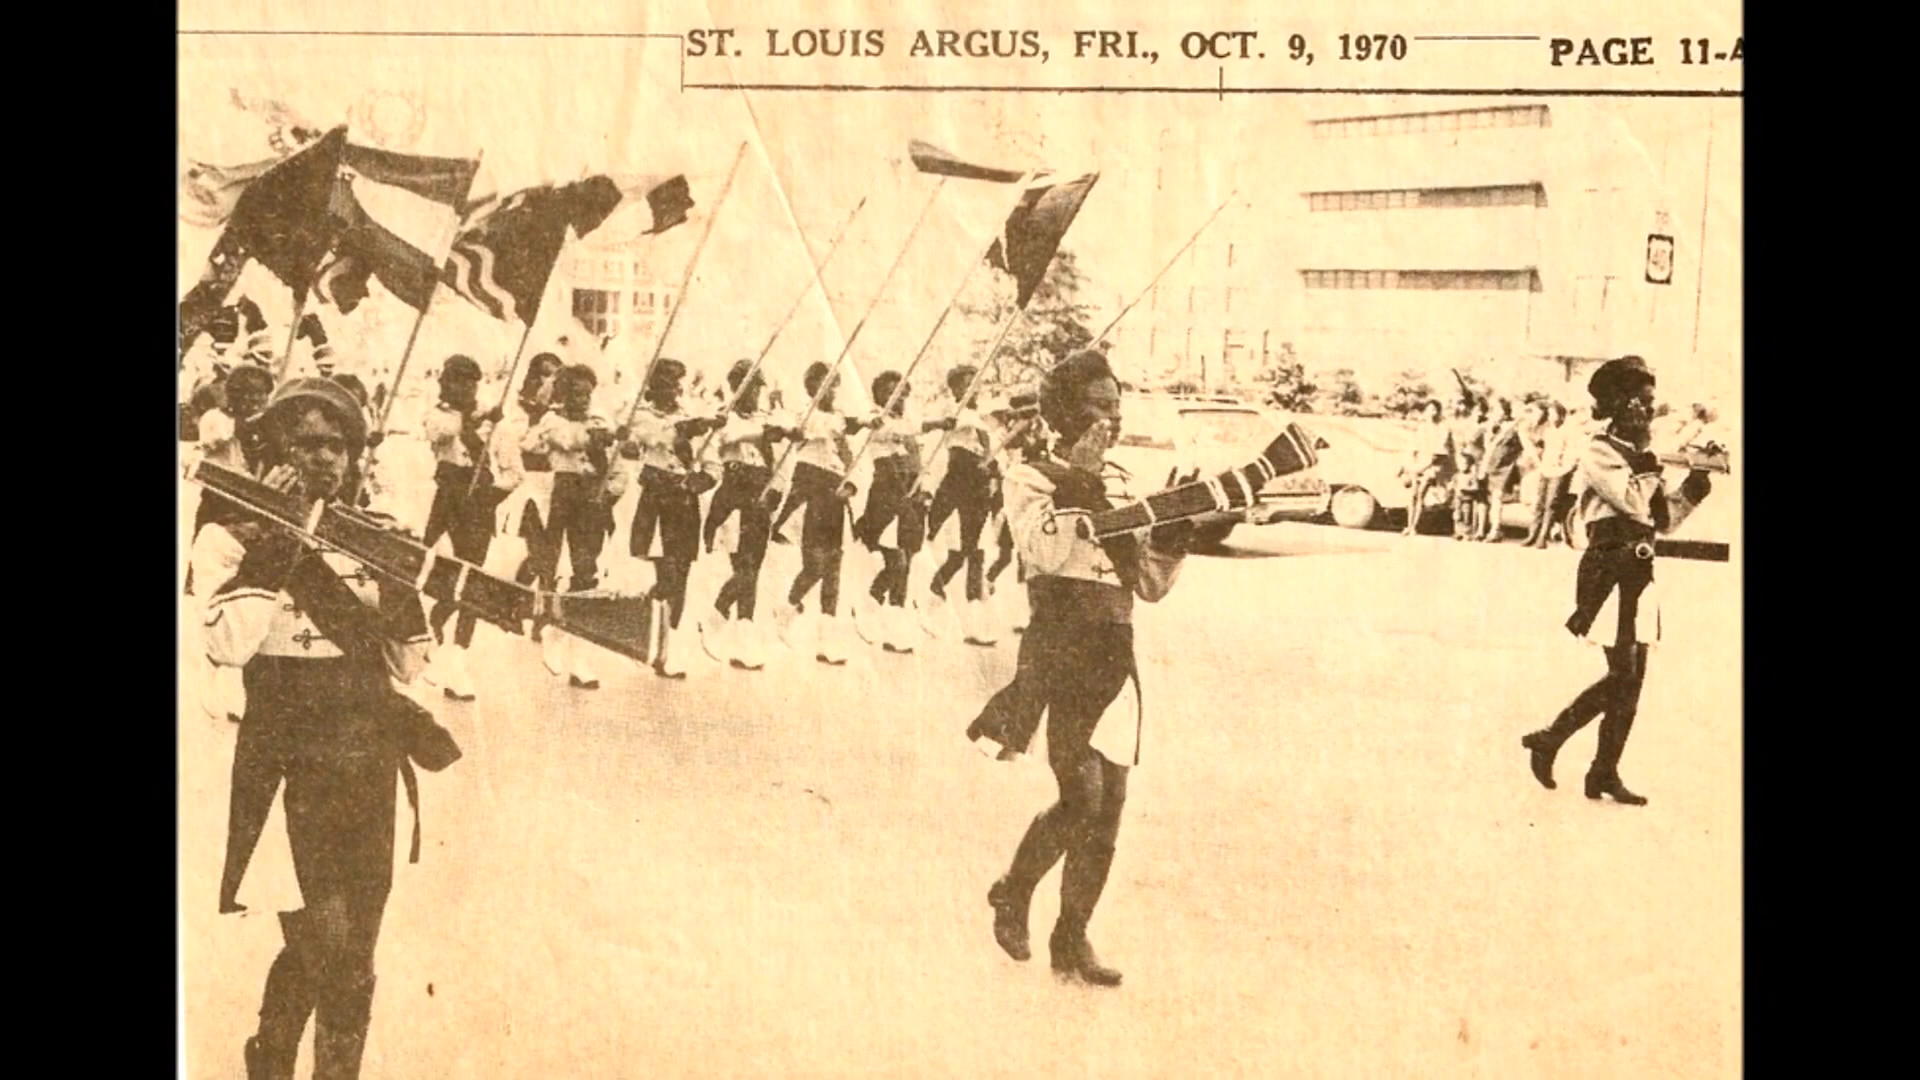 ST. LOUIS ARGUS, FRI., OCT. 9, 1970 PAGE 11-A